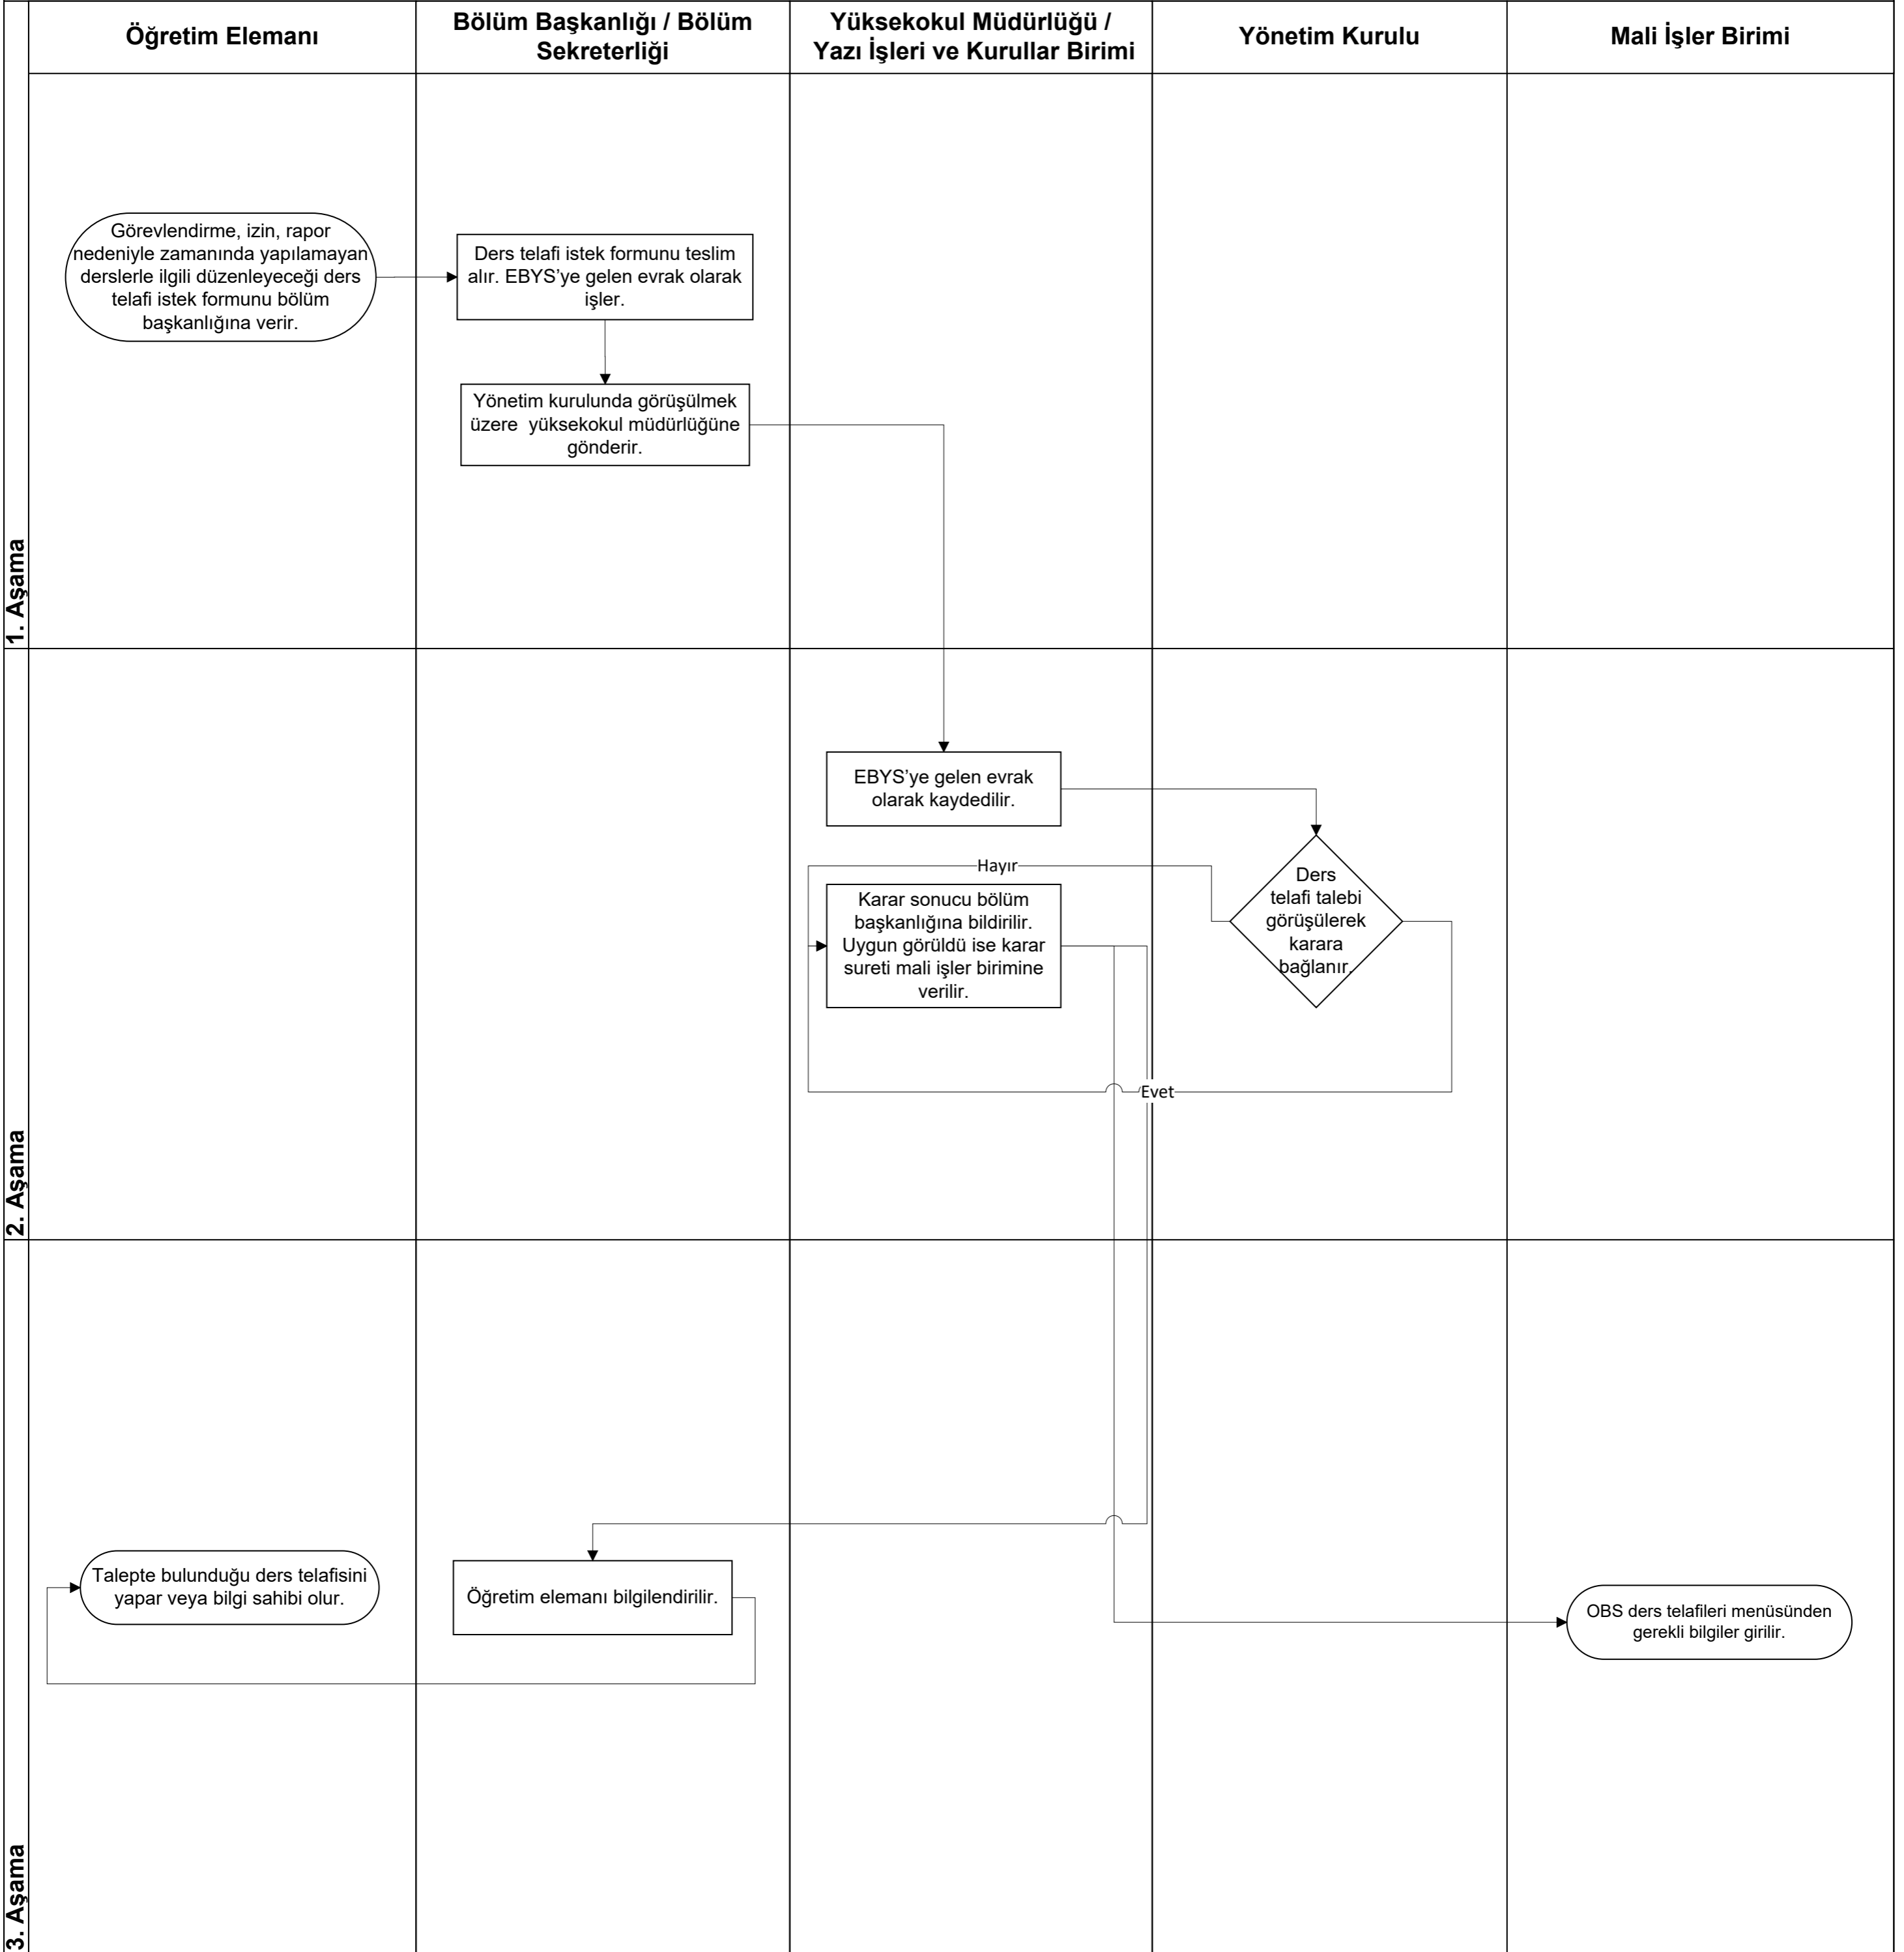 Öğretim Elemanı
Bölüm Başkanlığı / Bölüm
Sekreterliği
Yüksekokul Müdürlüğü /
Yazı İşleri ve Kurullar Birimi
Yönetim Kurulu
Mali İşler Birimi
1. Aşama
Görevlendirme, izin, rapor
nedeniyle zamanında yapılamayan
derslerle ilgili düzenleyeceği ders
telafi istek formunu bölüm
başkanlığına verir.
Ders telafi istek formunu teslim
alır. EBYS’ye gelen evrak olarak
işler.
Yönetim kurulunda görüşülmek
üzere yüksekokul müdürlüğüne
gönderir.
2. Aşama
EBYS’ye gelen evrak
olarak kaydedilir.
Hayır
Ders
telafi talebi
görüşülerek
karara
bağlanır.
Karar sonucu bölüm
başkanlığına bildirilir.
Uygun görüldü ise karar
sureti mali işler birimine
verilir.
Evet
3. Aşama
Talepte bulunduğu ders telafisini
yapar veya bilgi sahibi olur.
Öğretim elemanı bilgilendirilir.
OBS ders telafileri menüsünden
gerekli bilgiler girilir.